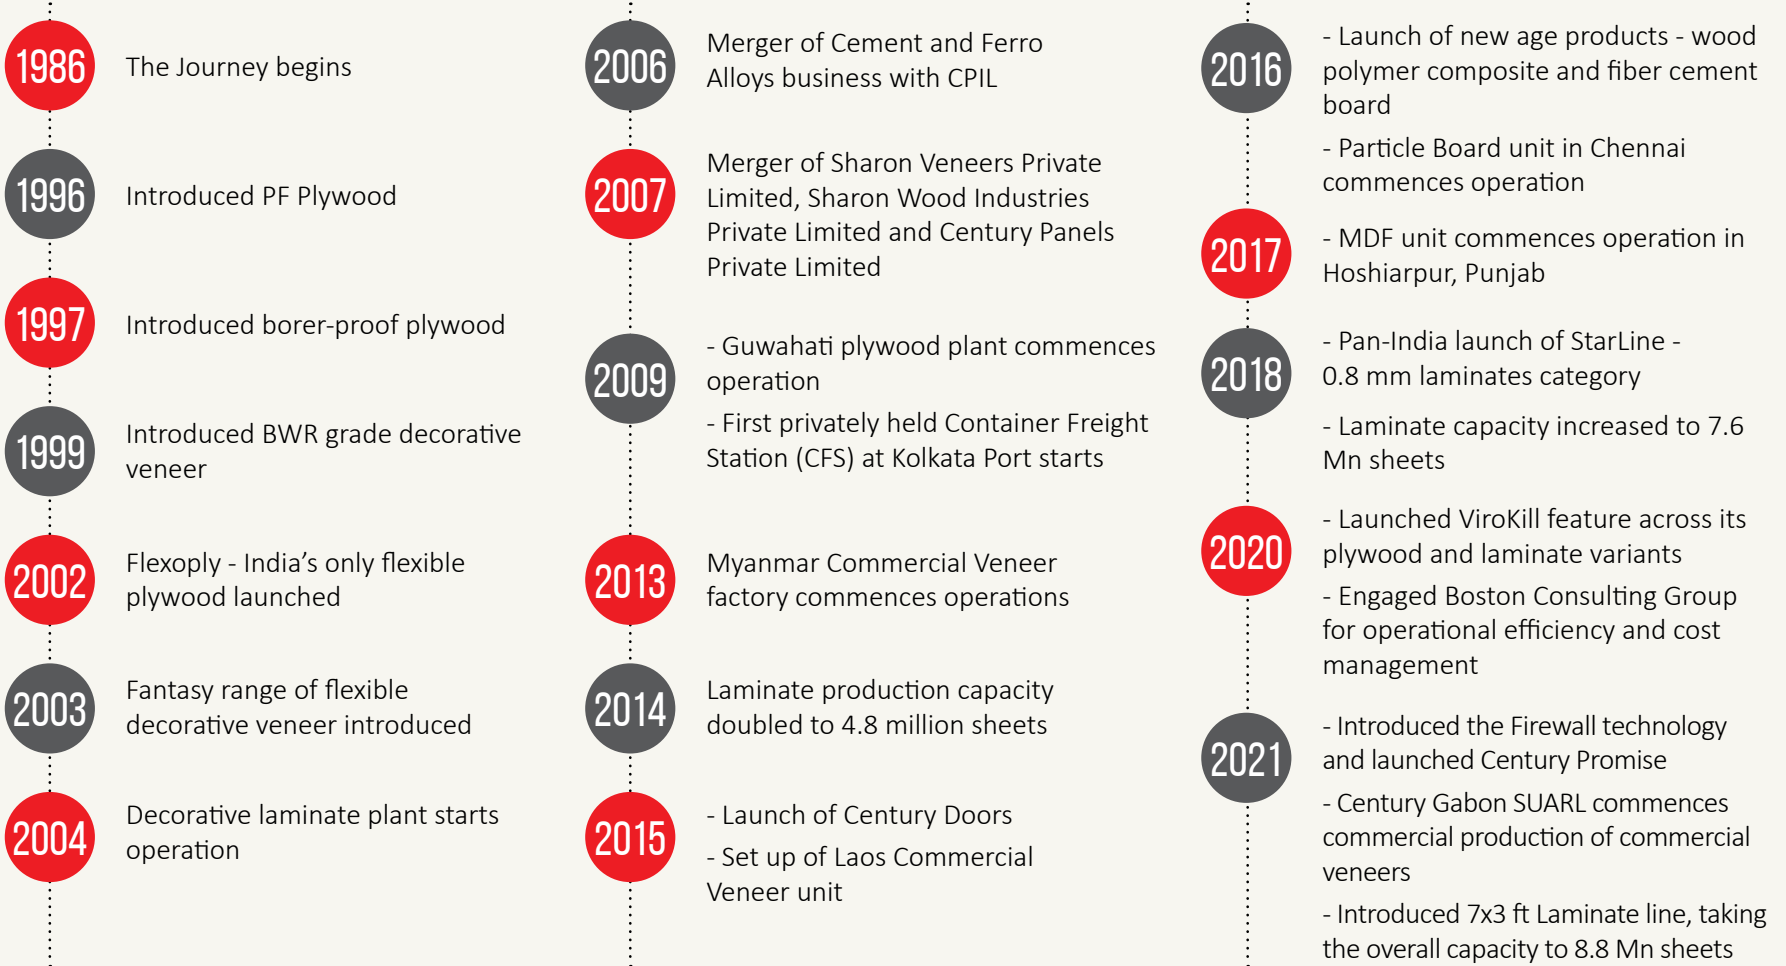 1986
The Journey begins
1996
Introduced PF Plywood
1997
Introduced borer-proof plywood
1999
Introduced BWR grade decorative
veneer
2002
Flexoply - India’s only flexible
plywood launched
2003
Fantasy range of flexible
decorative veneer introduced
2004
Decorative laminate plant starts
operation
2006
Merger of Cement and Ferro
Alloys business with CPIL
2007
Merger of Sharon Veneers Private
Limited, Sharon Wood Industries
Private Limited and Century Panels
Private Limited
2009
- Guwahati plywood plant commences
operation
- First privately held Container Freight
Station (CFS) at Kolkata Port starts
2013
Myanmar Commercial Veneer
factory commences operations
2014
Laminate production capacity
doubled to 4.8 million sheets
2015
- Launch of Century Doors
- Set up of Laos Commercial
Veneer unit
2016
- Launch of new age products - wood
polymer composite and fiber cement
board
- Particle Board unit in Chennai
commences operation
2017
- MDF unit commences operation in
Hoshiarpur, Punjab
2018
- Pan-India launch of StarLine -
0.8 mm laminates category
- Laminate capacity increased to 7.6
Mn sheets
2020
- Launched ViroKill feature across its
plywood and laminate variants
- Engaged Boston Consulting Group
for operational efficiency and cost
management
2021
- Introduced the Firewall technology
and launched Century Promise
- Century Gabon SUARL commences
commercial production of commercial
veneers
- Introduced 7x3 ft Laminate line, taking
the overall capacity to 8.8 Mn sheets